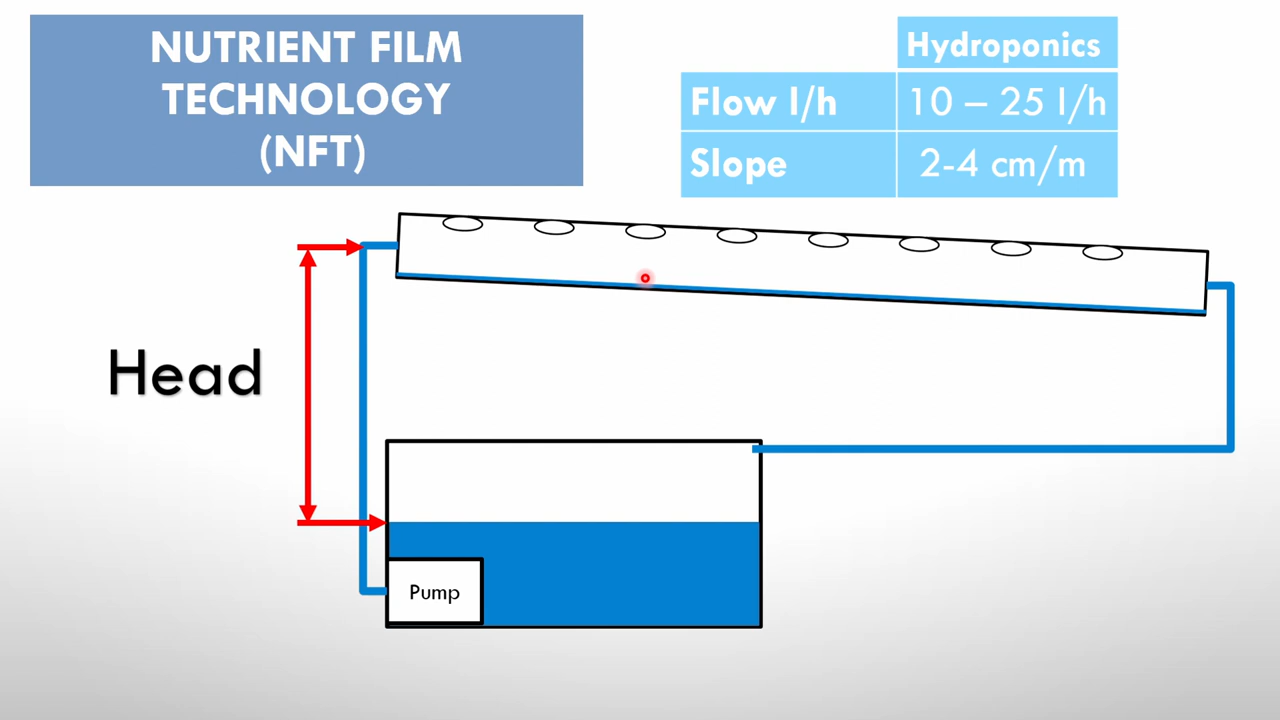 NUTRIENT FILM
TECHNOLOGY
(NFT)
Hydroponics
Flow l/h 10 – 25 l/h
Slope 2-4 cm/m
Head
Pump